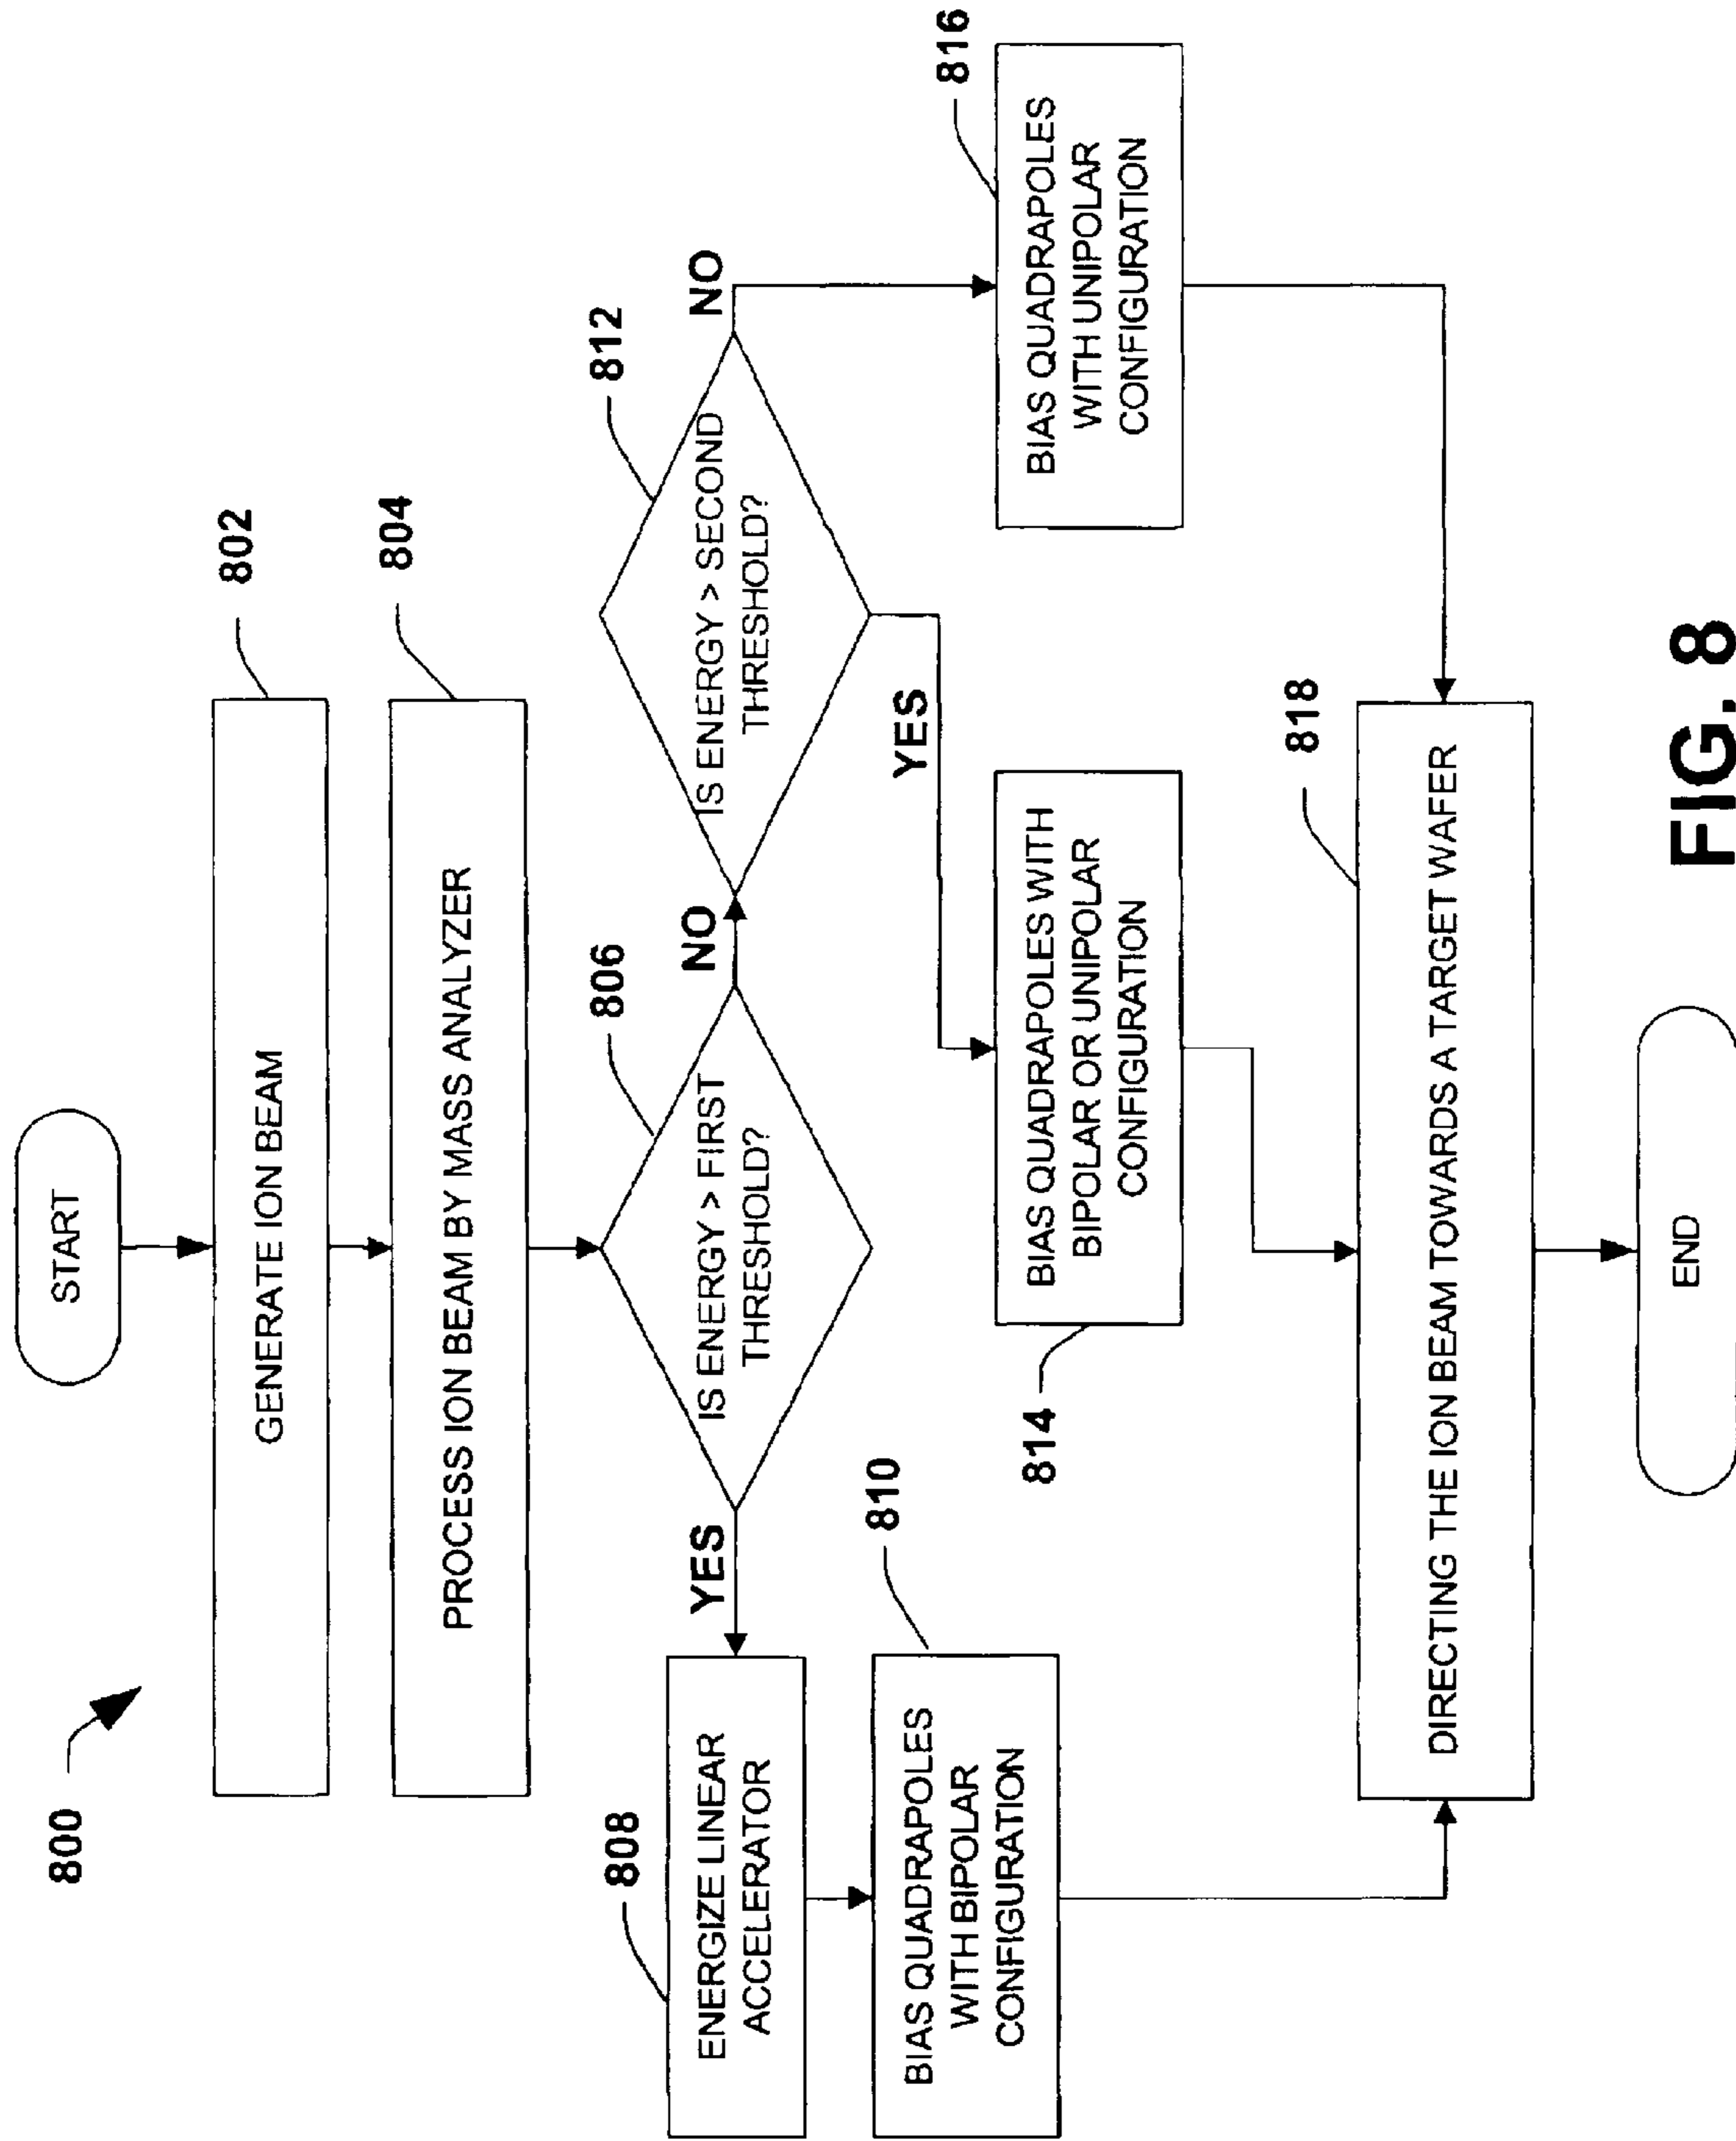 800
START
GENERATE ION BEAM
802
PROCESS ION BEAM BY MASS ANALYZER
804
IS ENERGY > FIRST
THRESHOLD?
806
YES
NO
ENERGIZE LINEAR
ACCELERATOR
808
BIAS QUADRAPOLES
WITH BIPOLAR
CONFIGURATION
810
IS ENERGY > SECOND
THRESHOLD?
812
YES
NO
BIAS QUADRAPOLES WITH
BIPOLAR OR UNIPOLAR
CONFIGURATION
814
BIAS QUADRAPOLES
WITH UNIPOLAR
CONFIGURATION
816
DIRECTING THE ION BEAM TOWARDS A TARGET WAFER
818
END
FIG. 8